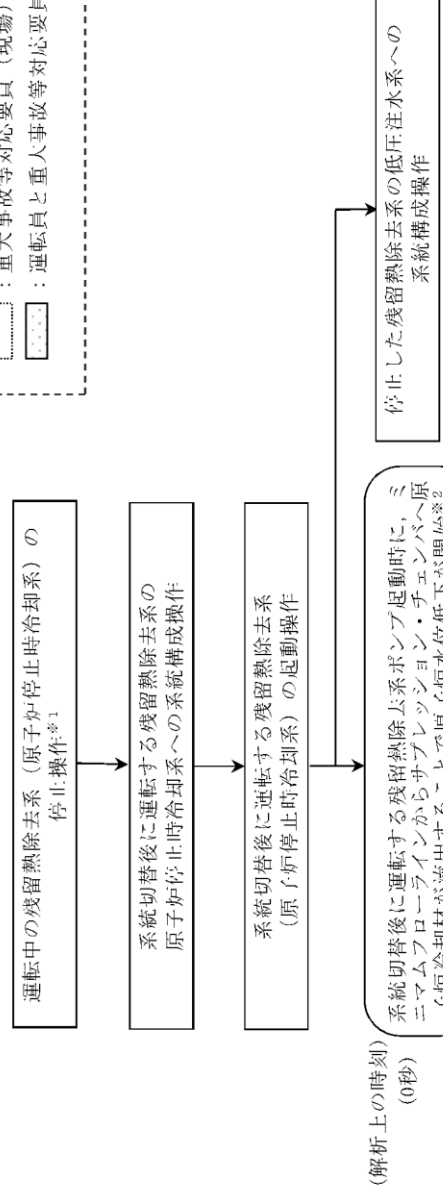 ：重大事故等対応要員（現場）
：運転員と重大事故等対応要員
運転中の残留熱除去系（原子炉停止時冷却系）の
停止操作※1
系統切替後に運転する残留熱除去系の
原子炉停止時冷却系への系統構成操作
系統切替後に運転する残留熱除去系
（原子炉停止時冷却系）の起動操作
(解析上の時刻)
(0秒)
系統切替後に運転する残留熱除去系ポンプ起動時に，ミ
ニマムフローラインからサプレッション・チェンバへ原
子炉冷却材が流出することで原子炉水位低下が開始※2
停止した残留熱除去系の低圧注水系への
系統構成操作